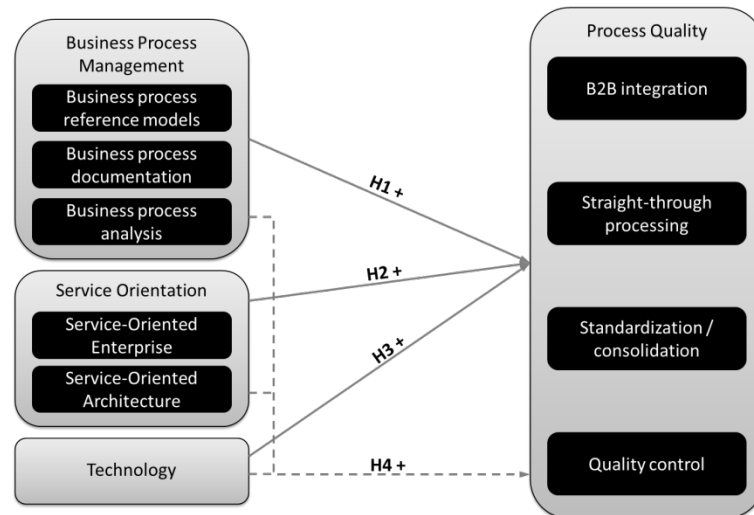 Business Process
Management
Business process
reference models
Business process
documentation
Business process
analysis
Service Orientation
Service-Oriented
Enterprise
Service-Oriented
Architecture
Technology
H1 +
H2 +
H3 +
H4 +
Process Quality
B2B integration
Straight-through
processing
Standardization /
consolidation
Quality control